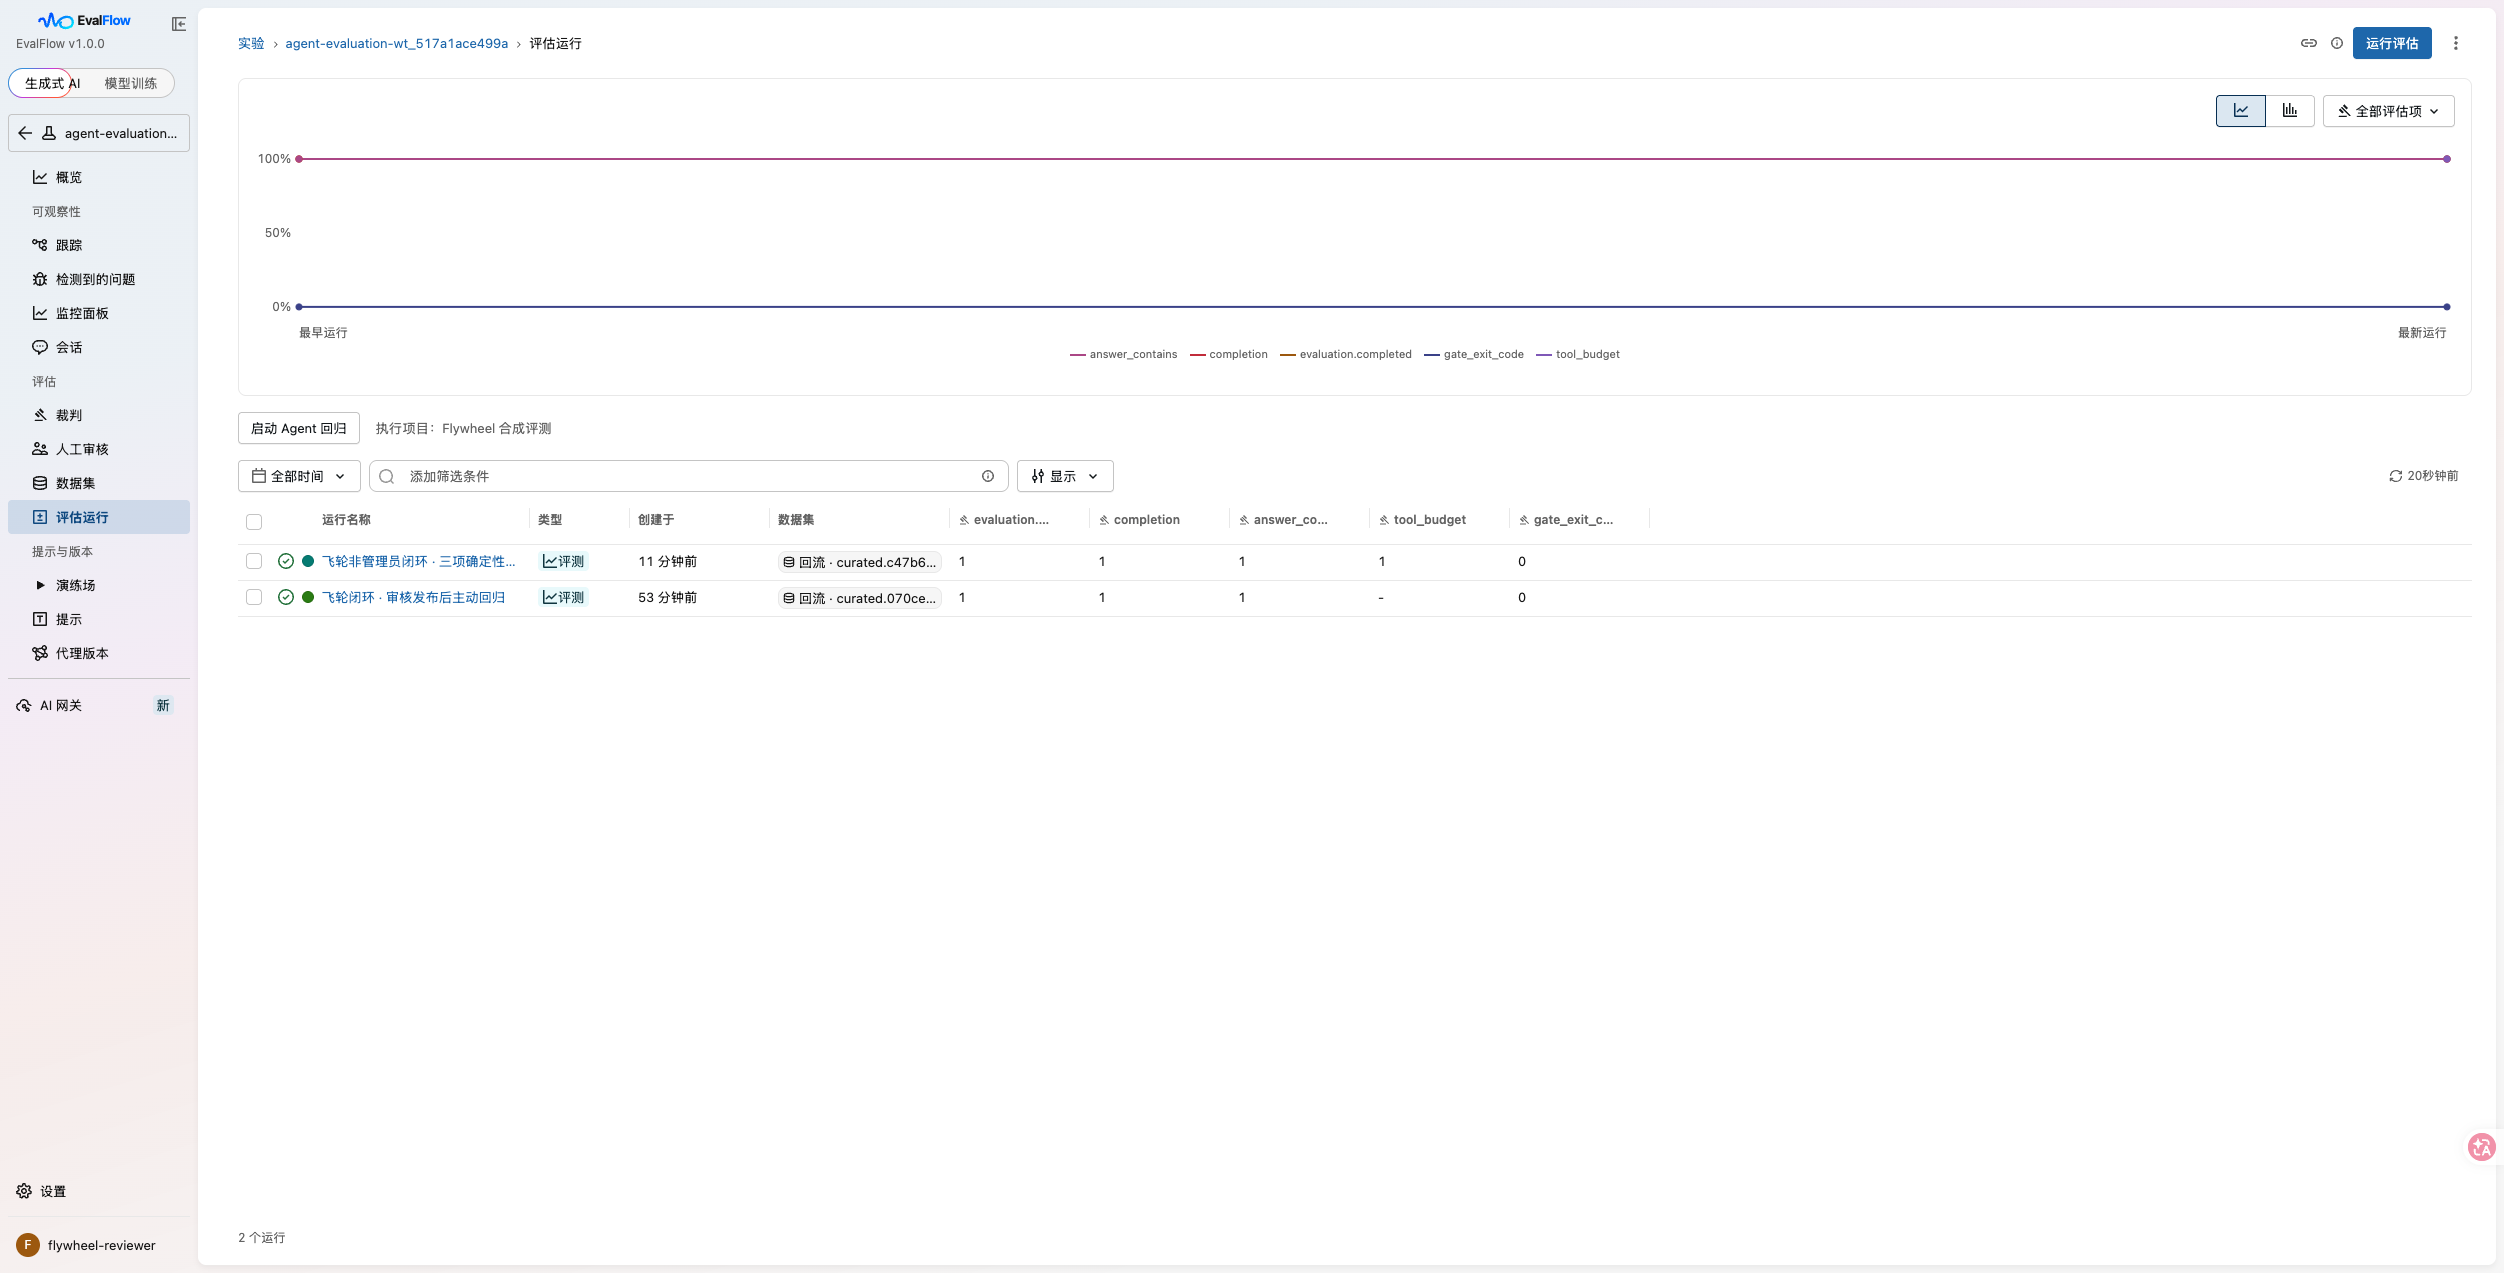 EvalFlow
EvalFlow v1.0.0
生成式 AI
模型训练
agent-evaluation...
概览
可观察性
跟踪
检测到的问题
监控面板
会话
评估
裁判
人工审核
数据集
评估运行
提示与版本
演练场
提示
代理版本
AI 网关
新
设置
F
flywheel-reviewer
实验 › agent-evaluation-wt_517a1ace499a › 评估运行
运行评估
全部评估项
100%
50%
0%
最早运行
最新运行
answer_contains
completion
evaluation.completed
gate_exit_code
tool_budget
启动 Agent 回归
执行项目：Flywheel 合成评测
全部时间
添加筛选条件
显示
20秒钟前
运行名称 类型 创建于 数据集 evaluation.... completion answer_co... tool_budget gate_exit_c...
飞轮非管理员闭环 · 三项确定性... 评测 11 分钟前 回流 · curated.c47b6... 1 1 1 1 0
飞轮闭环 · 审核发布后主动回归 评测 53 分钟前 回流 · curated.070ce... 1 1 1 - 0
2 个运行